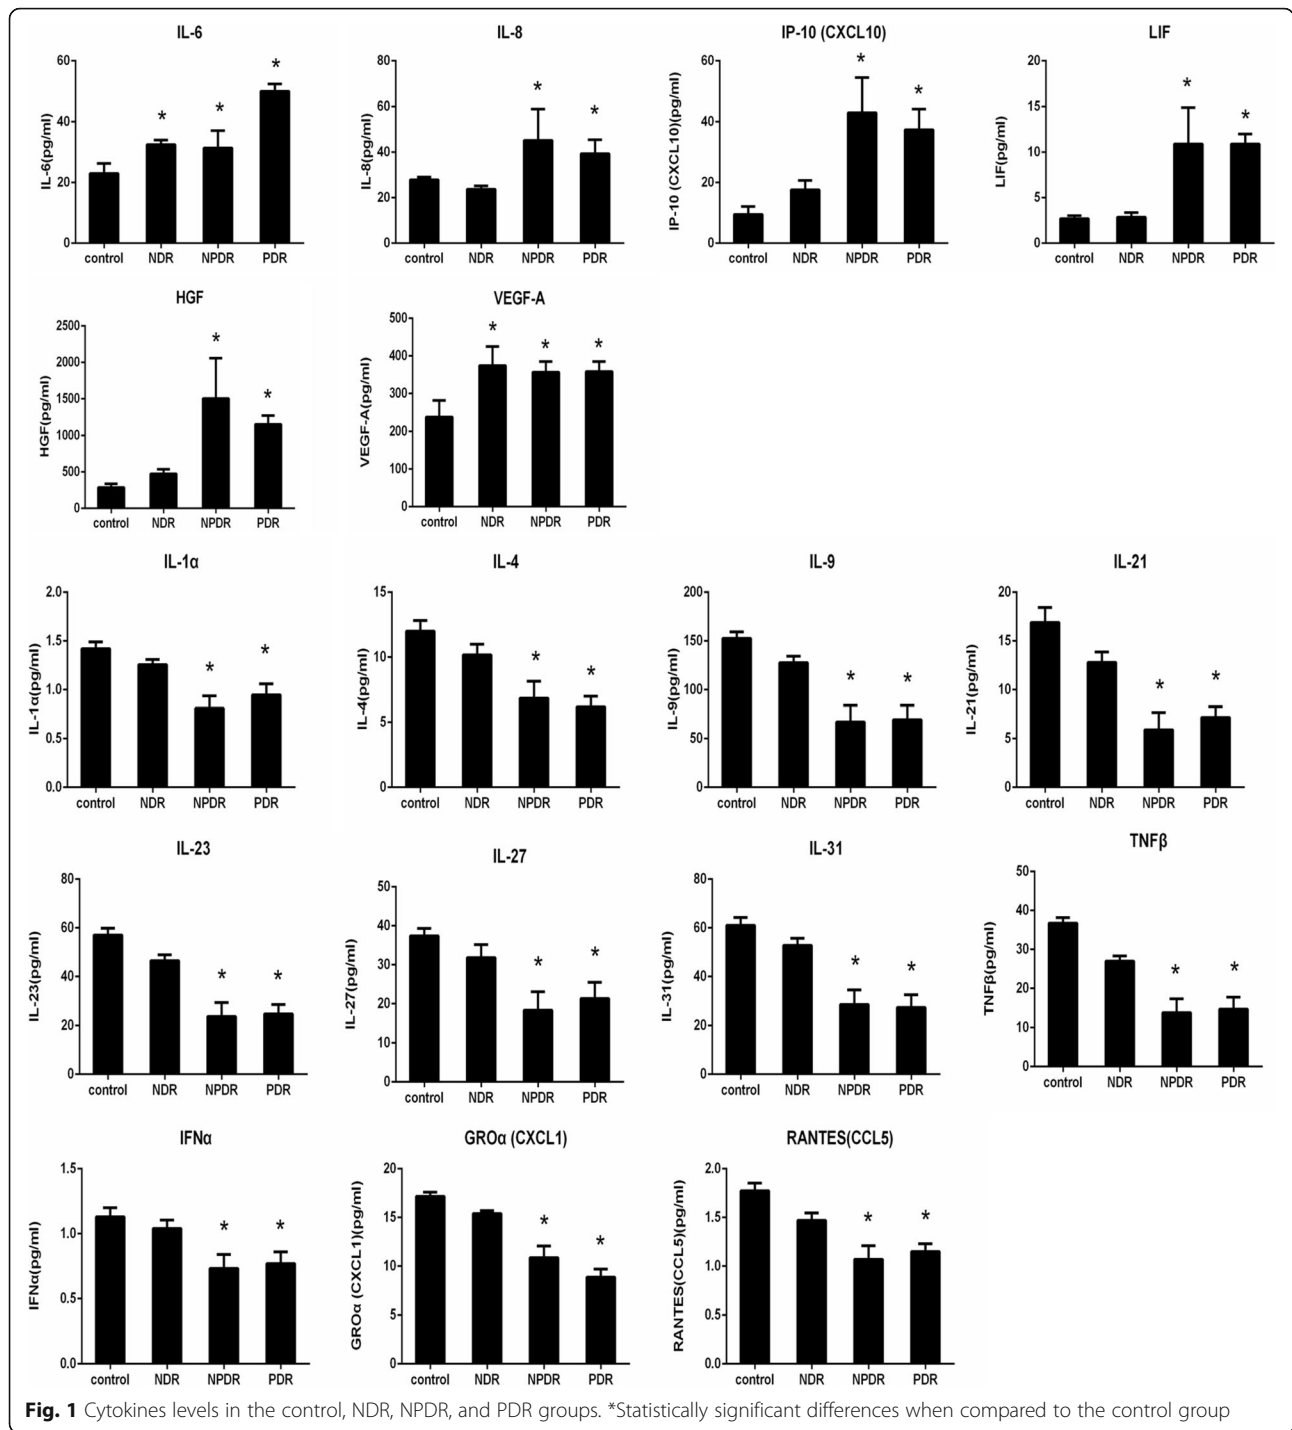 IL-6
IL-6(pg/ml)
60
40
20
0
control NDR NPDR PDR
* * *
IL-8
IL-8(pg/ml)
80
60
40
20
0
control NDR NPDR PDR
* *
IP-10 (CXCL10)
IP-10 (CXCL10)(pg/ml)
60
40
20
0
control NDR NPDR PDR
* *
LIF
LIF(pg/ml)
20
15
10
5
0
control NDR NPDR PDR
* *
HGF
HGF(pg/ml)
2500
2000
1500
1000
500
0
control NDR NPDR PDR
* *
VEGF-A
VEGF-A(pg/ml)
500
400
300
200
100
0
control NDR NPDR PDR
* * *
IL-1α
IL-1α(pg/ml)
2.0
1.5
1.0
0.5
0.0
control NDR NPDR PDR
* *
IL-4
IL-4(pg/ml)
15
10
5
0
control NDR NPDR PDR
* *
IL-9
IL-9(pg/ml)
200
150
100
50
0
control NDR NPDR PDR
* *
IL-21
IL-21(pg/ml)
20
15
10
5
0
control NDR NPDR PDR
* *
IL-23
IL-23(pg/ml)
80
60
40
20
0
control NDR NPDR PDR
* *
IL-27
IL-27(pg/ml)
50
40
30
20
10
0
control NDR NPDR PDR
* *
IL-31
IL-31(pg/ml)
80
60
40
20
0
control NDR NPDR PDR
* *
TNFβ
TNFβ(pg/ml)
50
40
30
20
10
0
control NDR NPDR PDR
* *
IFNα
IFNα(pg/ml)
1.5
1.0
0.5
0.0
control NDR NPDR PDR
* *
GROα (CXCL1)
GROα (CXCL1)(pg/ml)
20
15
10
5
0
control NDR NPDR PDR
* *
RANTES(CCL5)
RANTES(CCL5)(pg/ml)
2.0
1.5
1.0
0.5
0.0
control NDR NPDR PDR
* *
Fig. 1 Cytokines levels in the control, NDR, NPDR, and PDR groups. *Statistically significant differences when compared to the control group